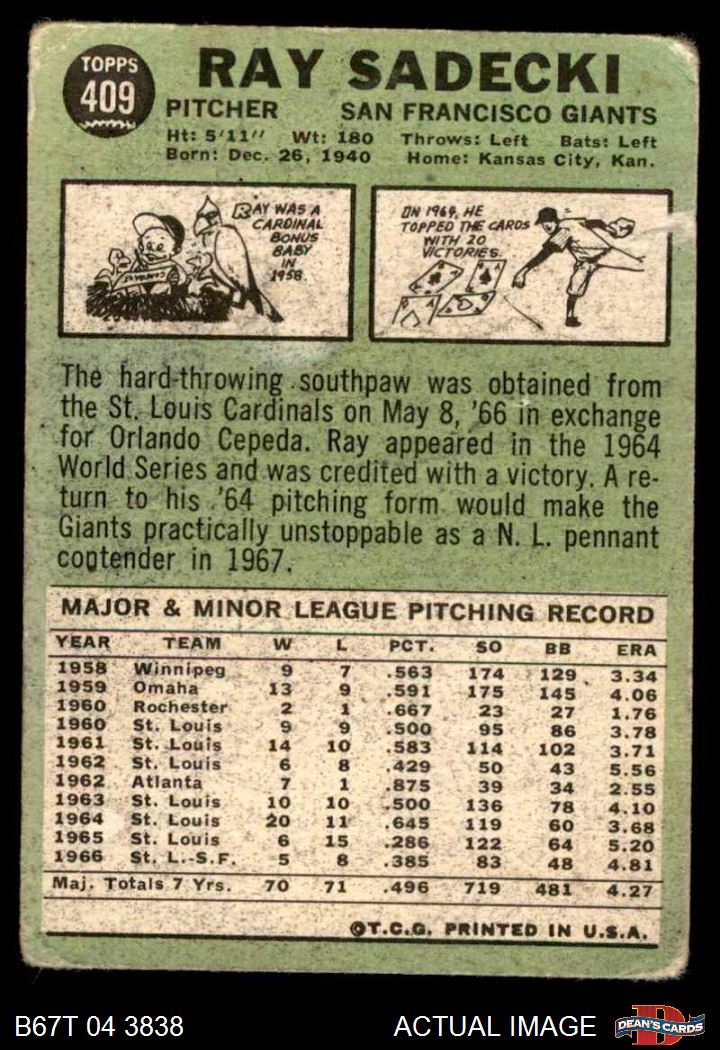 TOPPS
409
RAY SADECKI
PITCHER SAN FRANCISCO GIANTS
Ht: 5'11" Wt: 180 Throws: Left Bats: Left
Born: Dec. 26, 1940 Home: Kansas City, Kan.
RAY WAS A
CARDINAL
BONUS
BABY
IN
1958.
IN 1964, HE
TOPPED THE CARDS
WITH 20
VICTORIES.
The hard-throwing southpaw was obtained from
the St. Louis Cardinals on May 8, '66 in exchange
for Orlando Cepeda. Ray appeared in the 1964
World Series and was credited with a victory. A re-
turn to his '64 pitching form would make the
Giants practically unstoppable as a N. L. pennant
contender in 1967.
MAJOR & MINOR LEAGUE PITCHING RECORD
YEAR TEAM W L PCT. SO BB ERA
1958 Winnipeg 9 7 .563 174 129 3.34
1959 Omaha 13 9 .591 175 145 4.06
1960 Rochester 2 1 .667 23 27 1.76
1960 St. Louis 9 9 .500 95 86 3.78
1961 St. Louis 14 10 .583 114 102 3.71
1962 St. Louis 6 8 .429 50 43 5.56
1962 Atlanta 7 1 .875 39 34 2.55
1963 St. Louis 10 10 .500 136 78 4.10
1964 St. Louis 20 11 .645 119 60 3.68
1965 St. Louis 6 15 .286 122 64 5.20
1966 St. L.-S.F. 5 8 .385 83 48 4.81
Maj. Totals 7 Yrs. 70 71 .496 719 481 4.27
©T.C.G. PRINTED IN U.S.A.
B67T 04 3838 ACTUAL IMAGE
D
DEAN'S CARDS